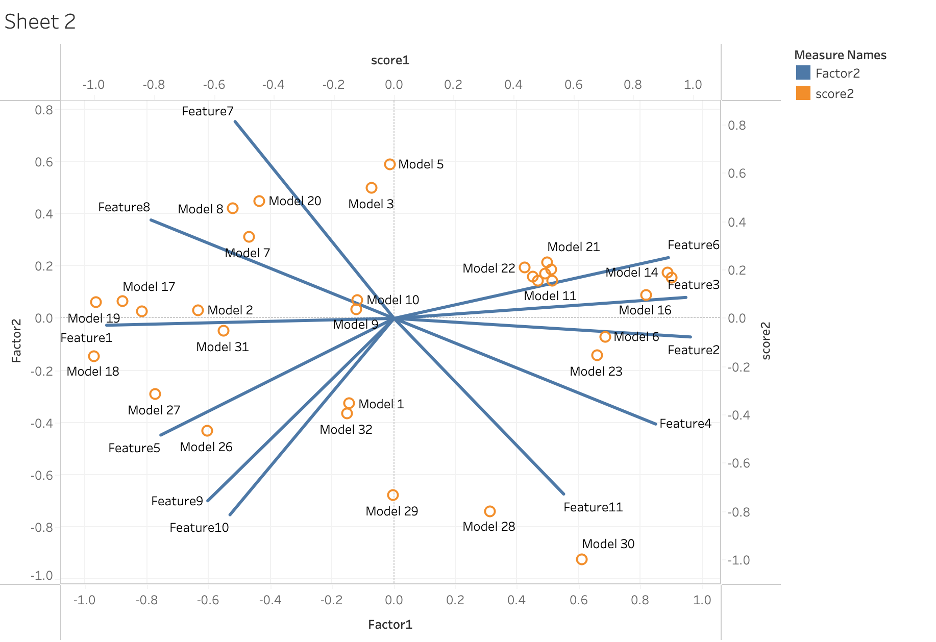 Sheet 2
score1
-1.0 -0.8 -0.6 -0.4 -0.2 0.0 0.2 0.4 0.6 0.8 1.0
Measure Names
Factor2
score2
0.8
0.6
0.4
0.2
0.0
-0.2
-0.4
-0.6
-0.8
-1.0
Factor2
Feature7
Model 5
Model 3
Model 20
Model 8
Feature8
Model 7
Model 21
Feature6
Model 22
Model 14
Feature3
Model 17
Model 10
Model 11
Model 16
Model 2
Model 19
Model 9
Feature1
Model 31
Model 6
Feature2
Model 18
Model 23
Model 27
Model 1
Feature4
Model 32
Feature5
Model 26
Feature9
Feature11
Model 29
Feature10
Model 28
Model 30
0.8
0.6
0.4
0.2
0.0
-0.2
-0.4
-0.6
-0.8
-1.0
score2
-1.0 -0.8 -0.6 -0.4 -0.2 0.0 0.2 0.4 0.6 0.8 1.0
Factor1